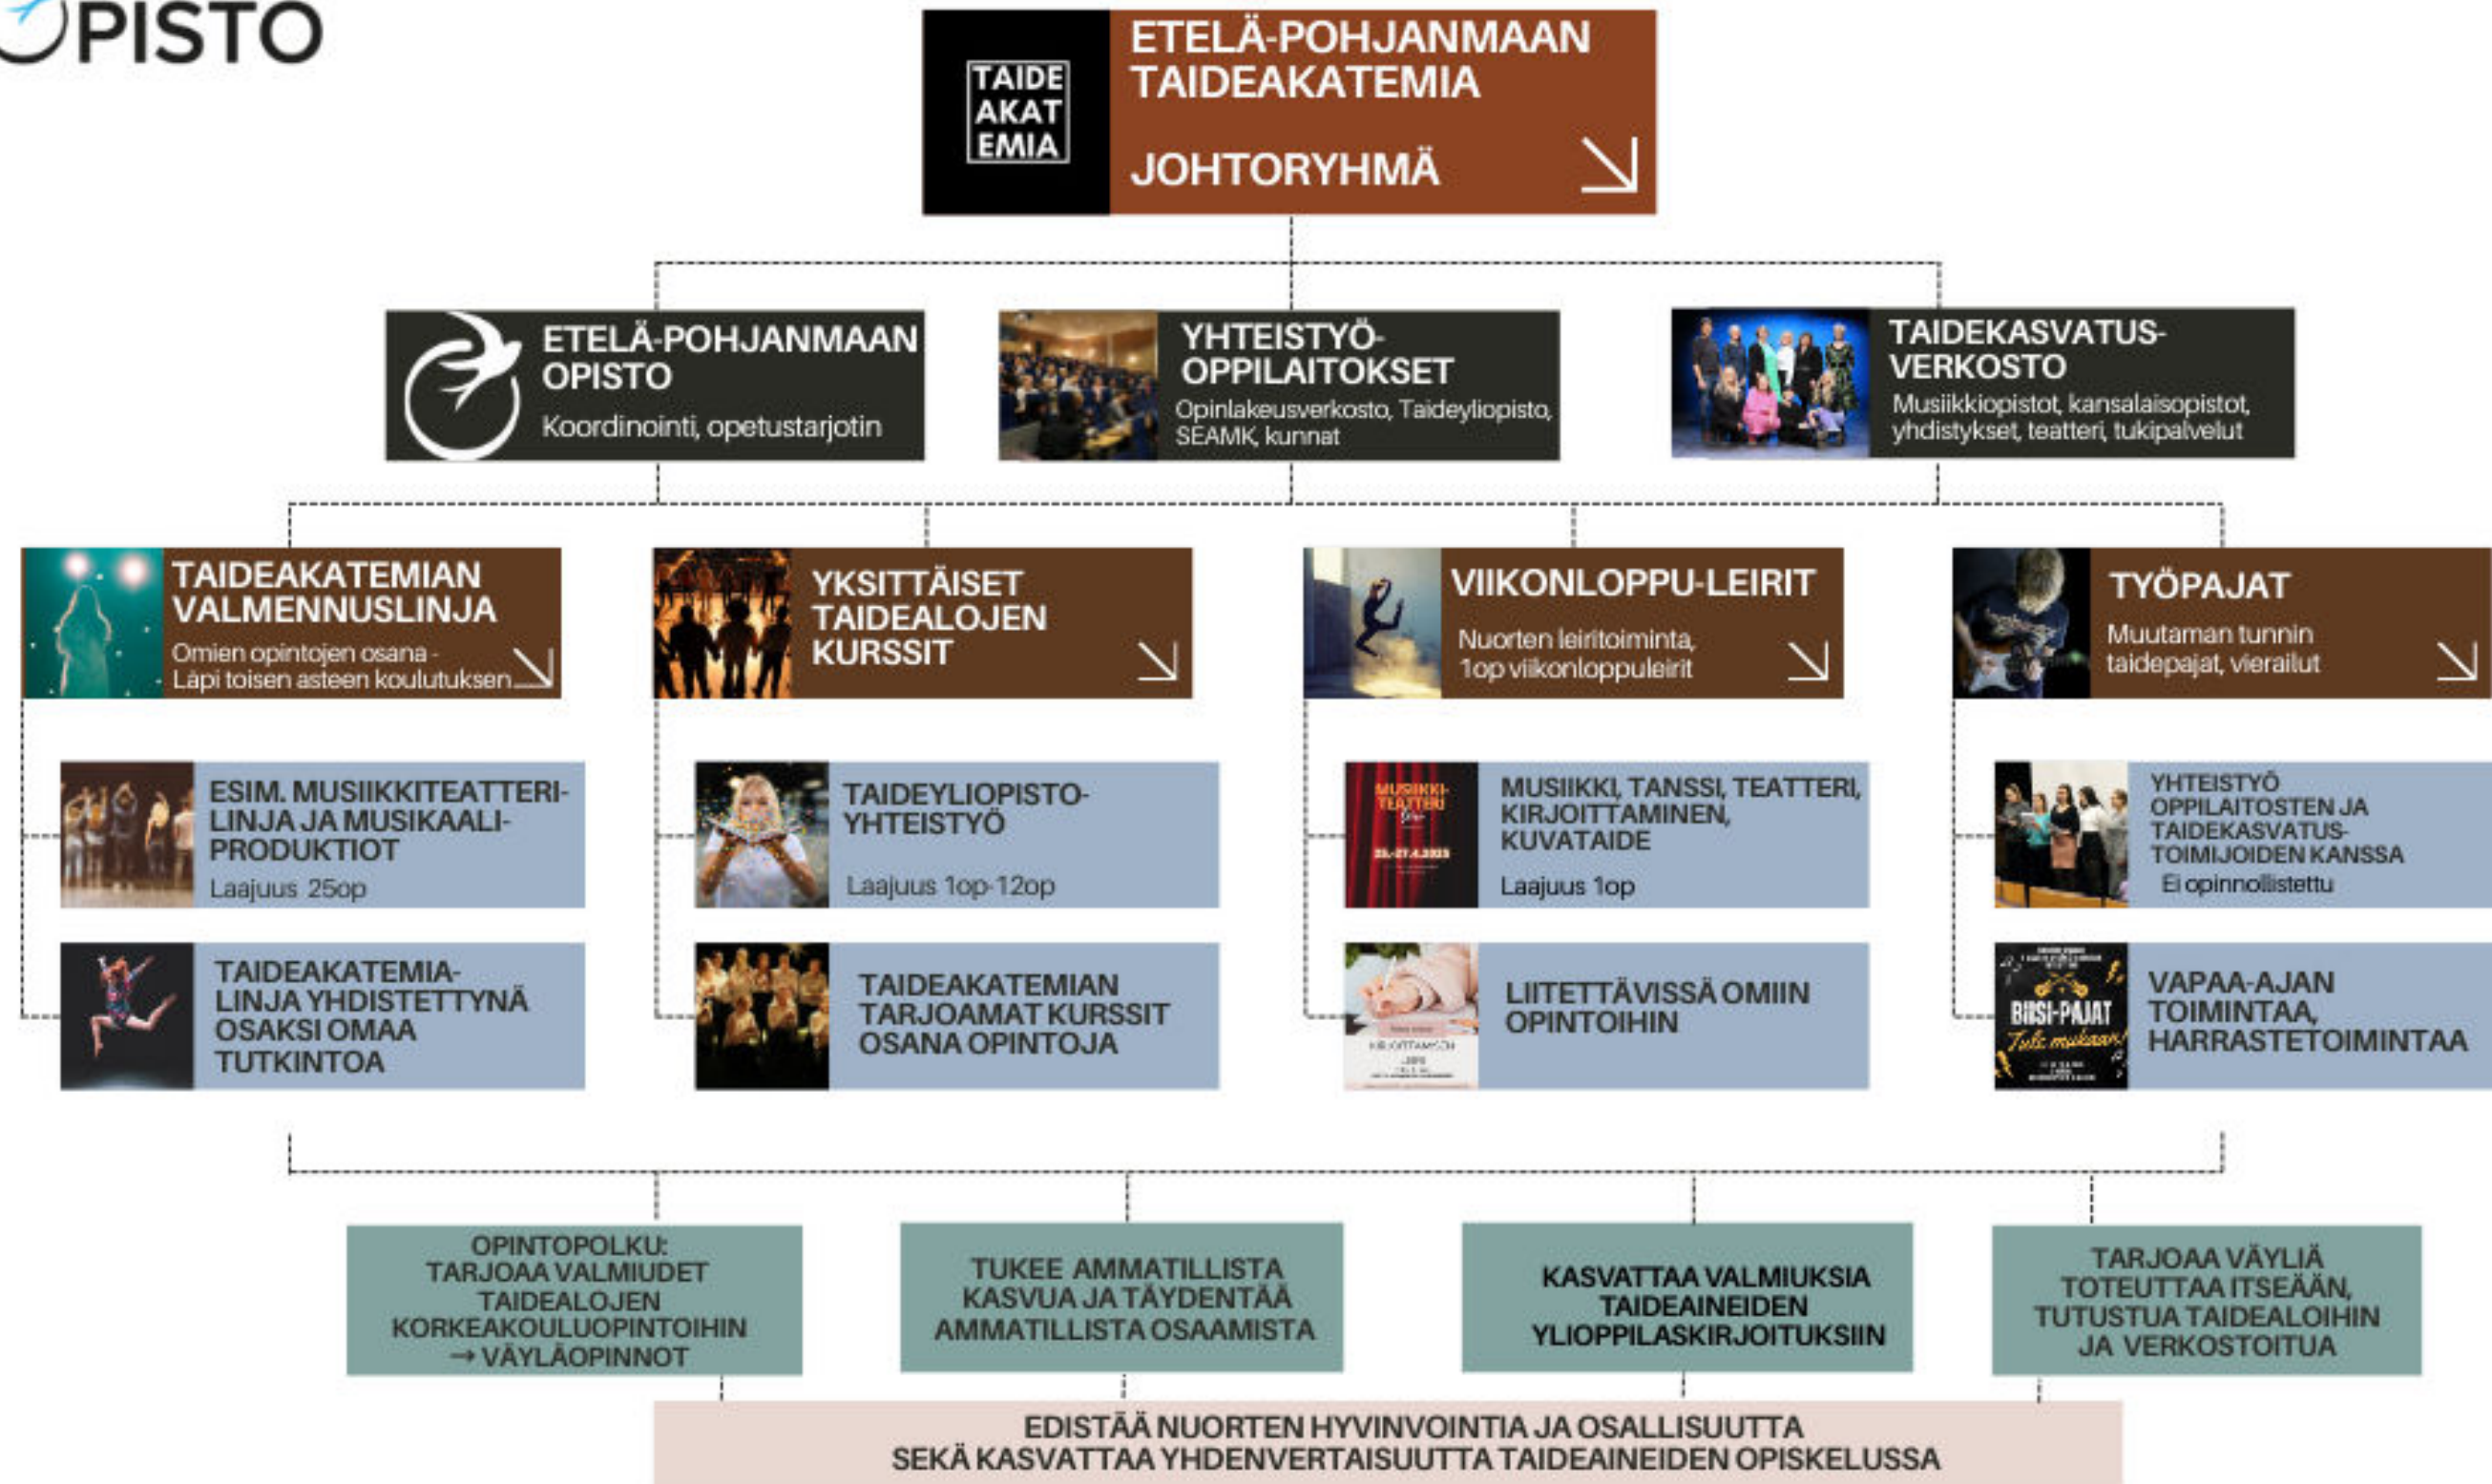 OPISTO
TAIDE
AKAT
EMIA
ETELÄ-POHJANMAAN
TAIDEAKATEMIA
JOHTORYHMÄ
ETELÄ-POHJANMAAN
OPISTO
Koordinointi, opetustarjotin
YHTEISTYÖ-
OPPILAITOKSET
Opinlakeusverkosto, Taideyliopisto,
SEAMK, kunnat
TAIDEKASVATUS-
VERKOSTO
Musiikkiopistot, kansalaisopistot,
yhdistykset, teatteri, tukipalvelut
TAIDEAKATEMIAN
VALMENNUSLINJA
Omien opintojen osana -
Läpi toisen asteen koulutuksen
YKSITTÄISET
TAIDEALOJEN
KURSSIT
VIIKONLOPPU-LEIRIT
Nuorten leiritoiminta,
1op viikonloppuleirit
TYÖPAJAT
Muutaman tunnin
taidepajat, vierailut
ESIM. MUSIIKKITEATTERI-
LINJA JA MUSIKAALI-
PRODUKTIOT
Laajuus 25op
TAIDEYLIOPISTO-
YHTEISTYÖ
Laajuus 1op-12op
MUSIIKKI-
TEATTERI
25.-27.4.2025
MUSIIKKI, TANSSI, TEATTERI,
KIRJOITTAMINEN,
KUVATAIDE
Laajuus 1op
YHTEISTYÖ
OPPILAITOSTEN JA
TAIDEKASVATUS-
TOIMIJOIDEN KANSSA
Ei opinnollistettu
TAIDEAKATEMIA-
LINJA YHDISTETTYNÄ
OSAKSI OMAA
TUTKINTOA
TAIDEAKATEMIAN
TARJOAMAT KURSSIT
OSANA OPINTOJA
KIRJOITTAMISEN
LIITETTÄVISSÄ OMIIN
OPINTOIHIN
BIISI-PAJAT
Tule mukaan!
VAPAA-AJAN
TOIMINTAA,
HARRASTETOIMINTAA
OPINTOPOLKU:
TARJOAA VALMIUDET
TAIDEALOJEN
KORKEAKOULUOPINTOIHIN
→ VÄYLÄOPINNOT
TUKEE AMMATILLISTA
KASVUA JA TÄYDENTÄÄ
AMMATILLISTA OSAAMISTA
KASVATTAA VALMIUKSIA
TAIDEAINEIDEN
YLIOPPILASKIRJOITUKSIIN
TARJOAA VÄYLIÄ
TOTEUTTAA ITSEÄÄN,
TUTUSTUA TAIDEALOIHIN
JA VERKOSTOITUA
EDISTÄÄ NUORTEN HYVINVOINTIA JA OSALLISUUTTA
SEKÄ KASVATTAA YHDENVERTAISUUTTA TAIDEAINEIDEN OPISKELUSSA